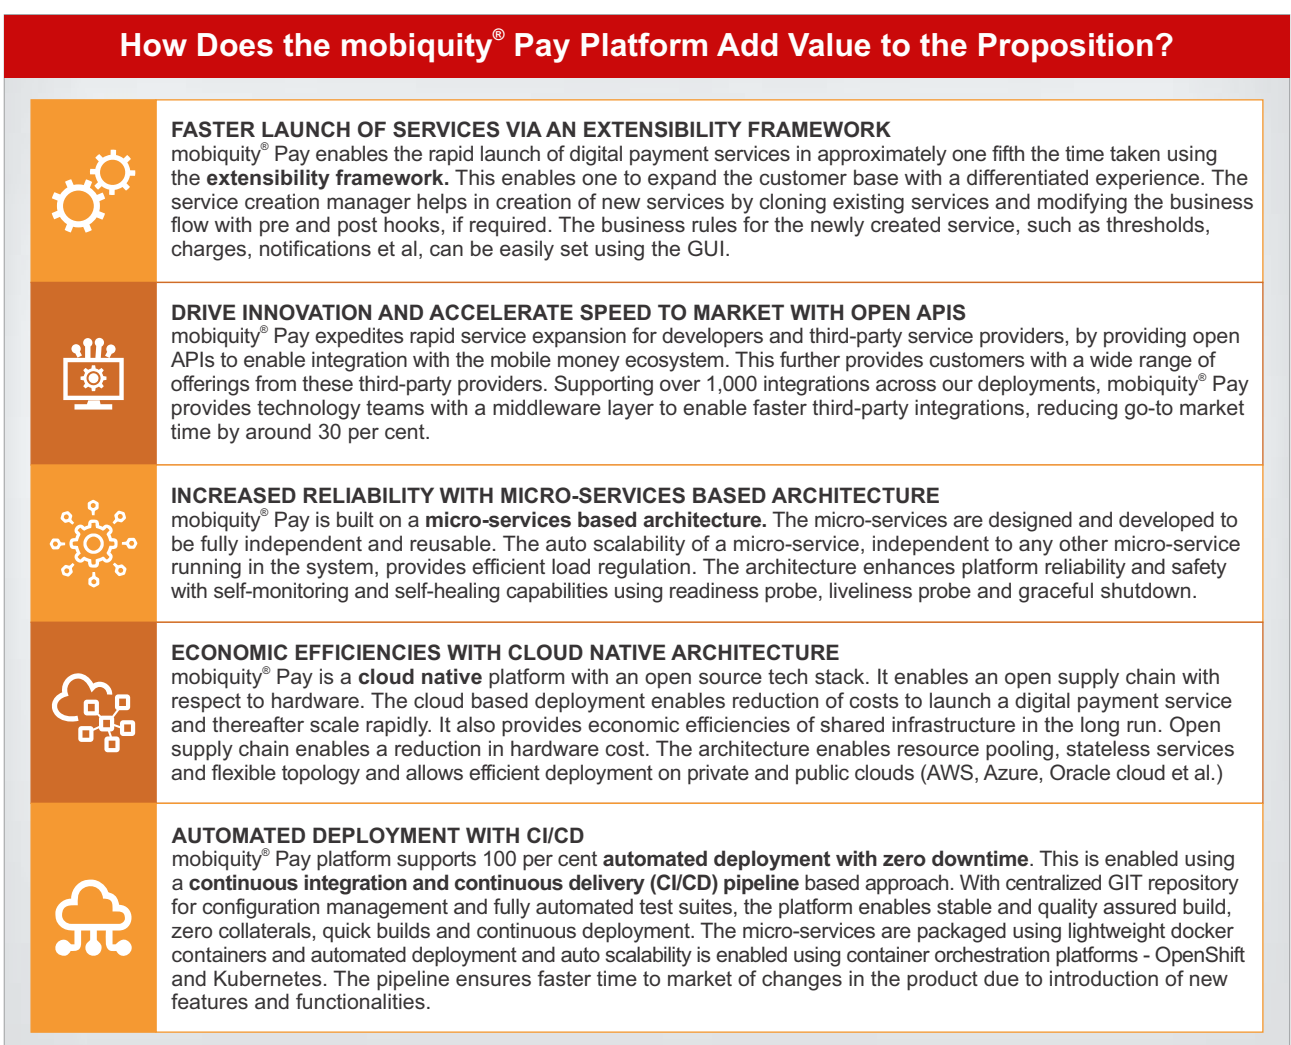 How Does the mobiquity® Pay Platform Add Value to the Proposition?
FASTER LAUNCH OF SERVICES VIA AN EXTENSIBILITY FRAMEWORK
mobiquity® Pay enables the rapid launch of digital payment services in approximately one fifth the time taken using
the extensibility framework. This enables one to expand the customer base with a differentiated experience. The
service creation manager helps in creation of new services by cloning existing services and modifying the business
flow with pre and post hooks, if required. The business rules for the newly created service, such as thresholds,
charges, notifications et al, can be easily set using the GUI.
DRIVE INNOVATION AND ACCELERATE SPEED TO MARKET WITH OPEN APIS
mobiquity® Pay expedites rapid service expansion for developers and third-party service providers, by providing open
APIs to enable integration with the mobile money ecosystem. This further provides customers with a wide range of
offerings from these third-party providers. Supporting over 1,000 integrations across our deployments, mobiquity® Pay
provides technology teams with a middleware layer to enable faster third-party integrations, reducing go-to market
time by around 30 per cent.
INCREASED RELIABILITY WITH MICRO-SERVICES BASED ARCHITECTURE
mobiquity® Pay is built on a micro-services based architecture. The micro-services are designed and developed to
be fully independent and reusable. The auto scalability of a micro-service, independent to any other micro-service
running in the system, provides efficient load regulation. The architecture enhances platform reliability and safety
with self-monitoring and self-healing capabilities using readiness probe, liveliness probe and graceful shutdown.
ECONOMIC EFFICIENCIES WITH CLOUD NATIVE ARCHITECTURE
mobiquity® Pay is a cloud native platform with an open source tech stack. It enables an open supply chain with
respect to hardware. The cloud based deployment enables reduction of costs to launch a digital payment service
and thereafter scale rapidly. It also provides economic efficiencies of shared infrastructure in the long run. Open
supply chain enables a reduction in hardware cost. The architecture enables resource pooling, stateless services
and flexible topology and allows efficient deployment on private and public clouds (AWS, Azure, Oracle cloud et al.)
AUTOMATED DEPLOYMENT WITH CI/CD
mobiquity® Pay platform supports 100 per cent automated deployment with zero downtime. This is enabled using
a continuous integration and continuous delivery (CI/CD) pipeline based approach. With centralized GIT repository
for configuration management and fully automated test suites, the platform enables stable and quality assured build,
zero collaterals, quick builds and continuous deployment. The micro-services are packaged using lightweight docker
containers and automated deployment and auto scalability is enabled using container orchestration platforms - OpenShift
and Kubernetes. The pipeline ensures faster time to market of changes in the product due to introduction of new
features and functionalities.